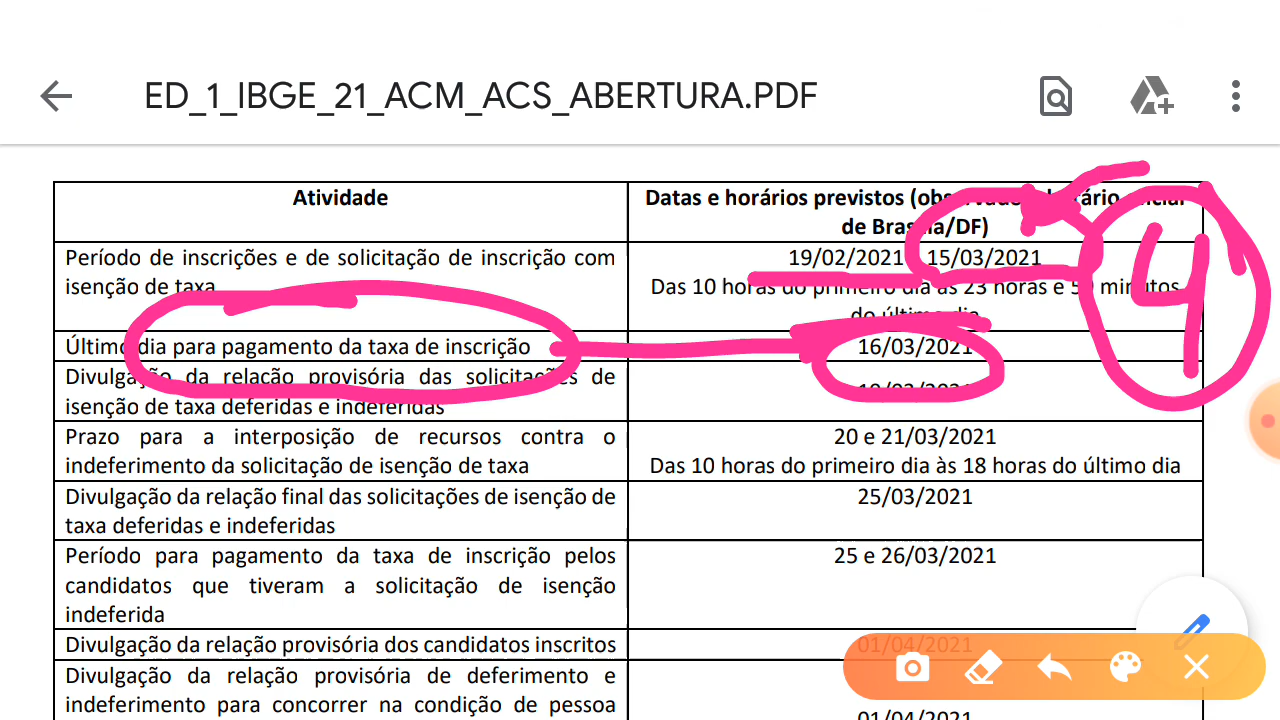 ED_1_IBGE_21_ACM_ACS_ABERTURA.PDF
Atividade
Datas e horários previstos (observado o horário oficial
de Brasília/DF)
Período de inscrições e de solicitação de inscrição com
isenção de taxa
19/02/2021 15/03/2021
Das 10 horas do primeiro dia às 23 horas e 59 minutos
do último dia
4
Último dia para pagamento da taxa de inscrição
16/03/2021
Divulgação da relação provisória das solicitações de
isenção de taxa deferidas e indeferidas
Prazo para a interposição de recursos contra o
indeferimento da solicitação de isenção de taxa
20 e 21/03/2021
Das 10 horas do primeiro dia às 18 horas do último dia
Divulgação da relação final das solicitações de isenção de
taxa deferidas e indeferidas
25/03/2021
Período para pagamento da taxa de inscrição pelos
candidatos que tiveram a solicitação de isenção
indeferida
25 e 26/03/2021
Divulgação da relação provisória dos candidatos inscritos
01/04/2021
Divulgação da relação provisória de deferimento e
indeferimento para concorrer na condição de pessoa
01/04/2021